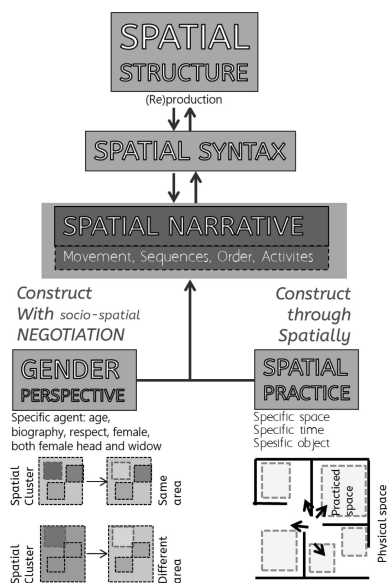 SPATIAL
STRUCTURE
(Re)production
SPATIAL SYNTAX
SPATIAL NARRATIVE
Movement, Sequences, Order, Activites
Construct
With socio-spatial
NEGOTIATION
Construct
through
Spatially
GENDER
PERSPECTIVE
SPATIAL
PRACTICE
Specific agent: age,
biography, respect, female,
both female head and widow
Specific space
Specific time
Spesific object
Spatial
Cluster
Same
area
Spatial
Cluster
Different
area
Practiced
space
Physical space